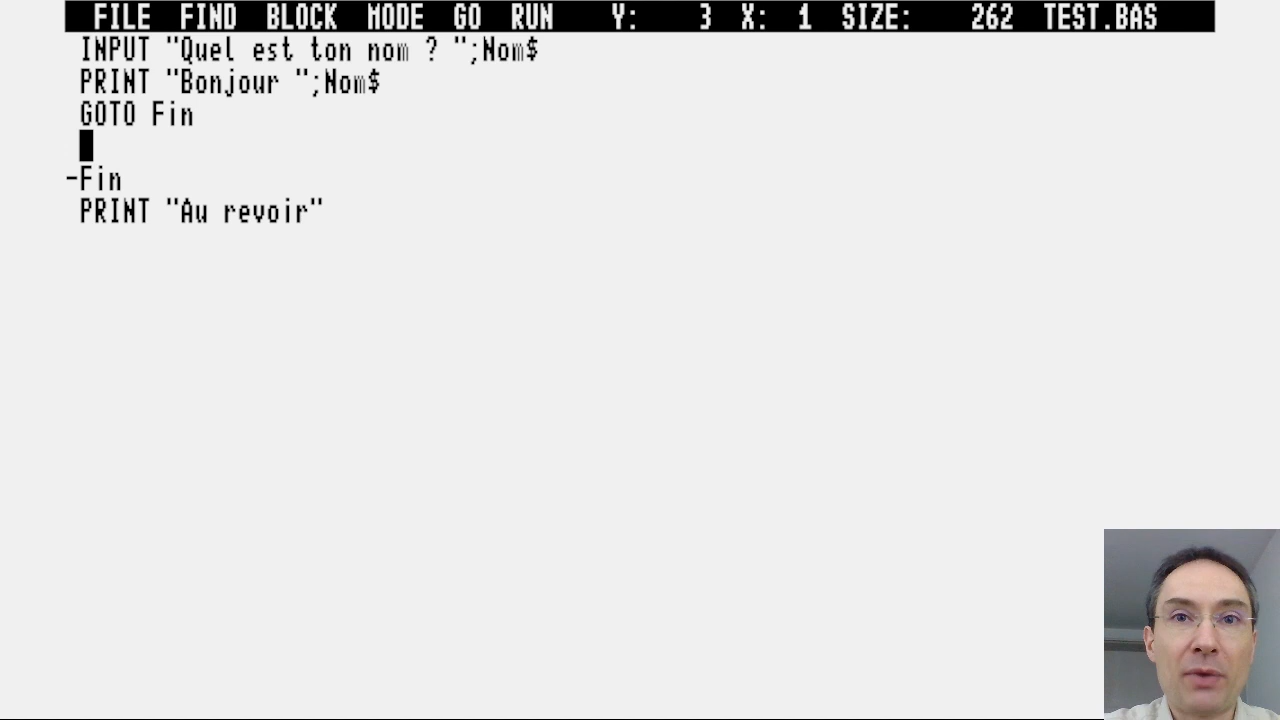 FILE FIND BLOCK MODE GO RUN Y: 3 X: 1 SIZE: 262 TEST.BAS
INPUT "Quel est ton nom ? ";Nom$
PRINT "Bonjour ";Nom$
GOTO Fin
-Fin
PRINT "Au revoir"